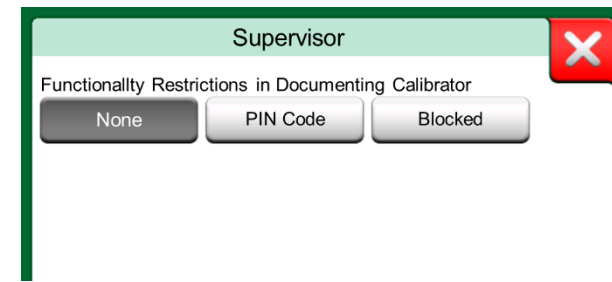 Supervisor
Functionallty Restrictions in Documenting Calibrator
None PIN Code Blocked